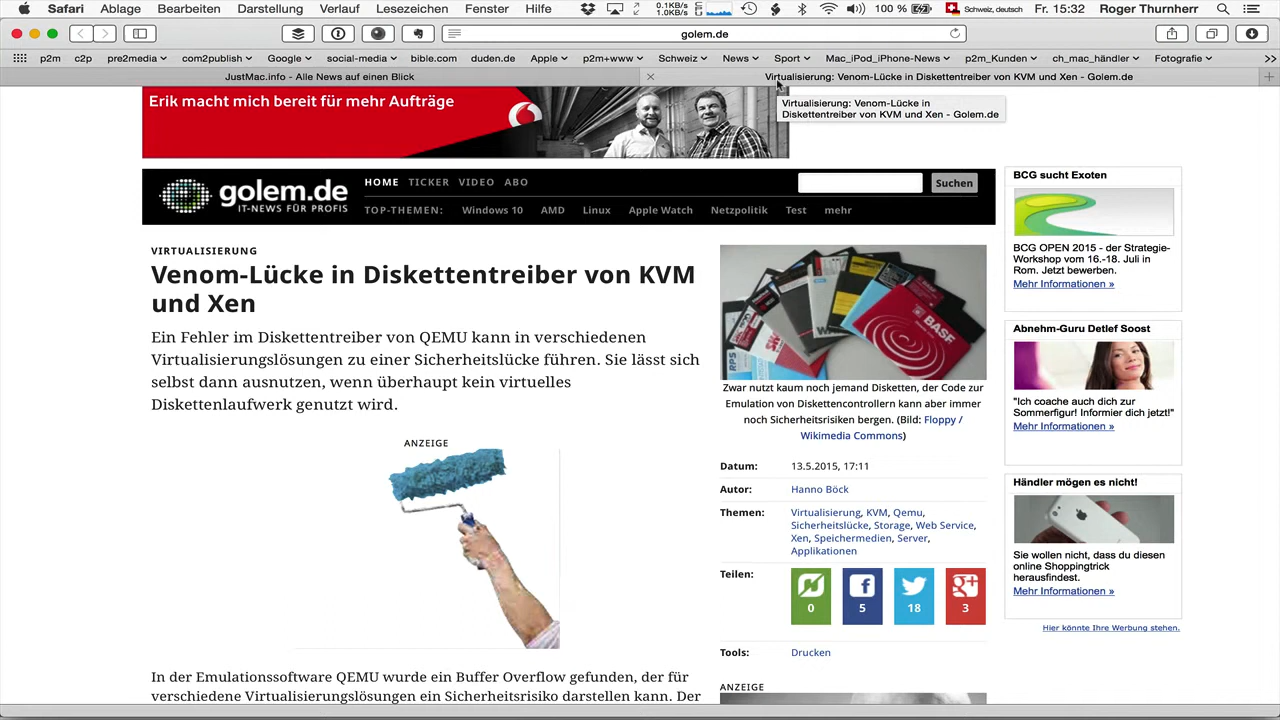 Safari Ablage Bearbeiten Darstellung Verlauf Lesezeichen Fenster Hilfe 0.1KB/s 1.0KB/s 100 % Schweiz, deutsch Fr. 15:32 Roger Thurnherr
golem.de
p2m c2p pre2media com2publish Google social-media bible.com duden.de Apple p2m+www Schweiz News Sport Mac_iPod_iPhone-News p2m_Kunden ch_mac_händler Fotografie >>
JustMac.info - Alle News auf einen Blick
Virtualisierung: Venom-Lücke in Diskettentreiber von KVM und Xen - Golem.de
Virtualisierung: Venom-Lücke in
Diskettentreiber von KVM und Xen - Golem.de
Erik macht mich bereit für mehr Aufträge
golem.de
IT-NEWS FÜR PROFIS
HOME TICKER VIDEO ABO
Suchen
TOP-THEMEN: Windows 10 AMD Linux Apple Watch Netzpolitik Test mehr
VIRTUALISIERUNG
Venom-Lücke in Diskettentreiber von KVM
und Xen
Ein Fehler im Diskettentreiber von QEMU kann in verschiedenen
Virtualisierungslösungen zu einer Sicherheitslücke führen. Sie lässt sich
selbst dann ausnutzen, wenn überhaupt kein virtuelles
Diskettenlaufwerk genutzt wird.
ANZEIGE
In der Emulationssoftware QEMU wurde ein Buffer Overflow gefunden, der für
verschiedene Virtualisierungslösungen ein Sicherheitsrisiko darstellen kann. Der
RPS
BASF
Zwar nutzt kaum noch jemand Disketten, der Code zur
Emulation von Diskettencontrollern kann aber immer
noch Sicherheitsrisiken bergen. (Bild: Floppy /
Wikimedia Commons)
Datum: 13.5.2015, 17:11
Autor: Hanno Böck
Themen: Virtualisierung, KVM, Qemu,
Sicherheitslücke, Storage, Web Service,
Xen, Speichermedien, Server,
Applikationen
Teilen:
0 5 18 3
Tools: Drucken
ANZEIGE
BCG sucht Exoten
BCG OPEN 2015 - der Strategie-
Workshop vom 16.-18. Juli in
Rom. Jetzt bewerben.
Mehr Informationen »
Abnehm-Guru Detlef Soost
"Ich coache auch dich zur
Sommerfigur! Informier dich jetzt!"
Mehr Informationen »
Händler mögen es nicht!
Sie wollen nicht, dass du diesen
online Shoppingtrick
herausfindest.
Mehr Informationen »
Hier könnte Ihre Werbung stehen.